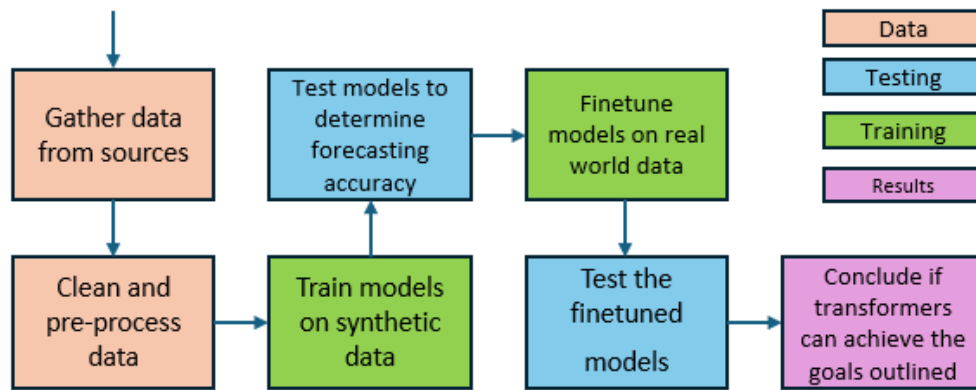 Gather data
from sources
Clean and
pre-process
data
Train models
on synthetic
data
Test models to
determine
forecasting
accuracy
Finetune
models on real
world data
Test the
finetuned
models
Conclude if
transformers
can achieve the
goals outlined
Data
Testing
Training
Results